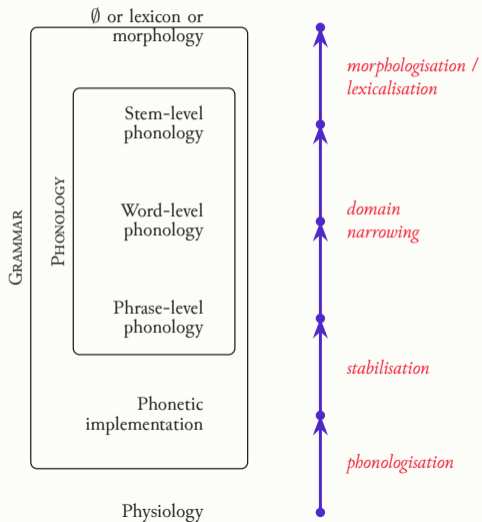 ∅ or lexicon or
morphology
morphologisation /
lexicalisation
Stem-level
phonology
Word-level
phonology
domain
narrowing
GRAMMAR
PHONOLOGY
Phrase-level
phonology
stabilisation
Phonetic
implementation
phonologisation
Physiology